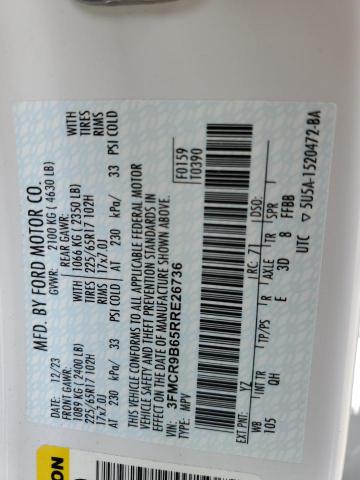 MFD. BY FORD MOTOR CO.
DATE: 12/23 GVWR: 2100 KG (4630 LB)
FRONT GAWR: REAR GAWR:
1089 KG (2400 LB) WITH 1066 KG (2350 LB) WITH
225/65R17 102H TIRES 225/65R17 102H TIRES
17x7.0J RIMS 17x7.0J RIMS
AT 230 kPa/ 33 PSI COLD AT 230 kPa/ 33 PSI COLD
THIS VEHICLE CONFORMS TO ALL APPLICABLE FEDERAL MOTOR
VEHICLE SAFETY AND THEFT PREVENTION STANDARDS IN
EFFECT ON THE DATE OF MANUFACTURE SHOWN ABOVE.
VIN: 3FMCR9B65RRE26736 F0159
TYPE: MPV T0390
EXT PNT: YZ RC: 71 DSO:
WB INT TR TP/PS R AXLE TR SPR
105 QH E 3D 8 FFBB
UTC ▽ 5U5A-1520472-BA
ON